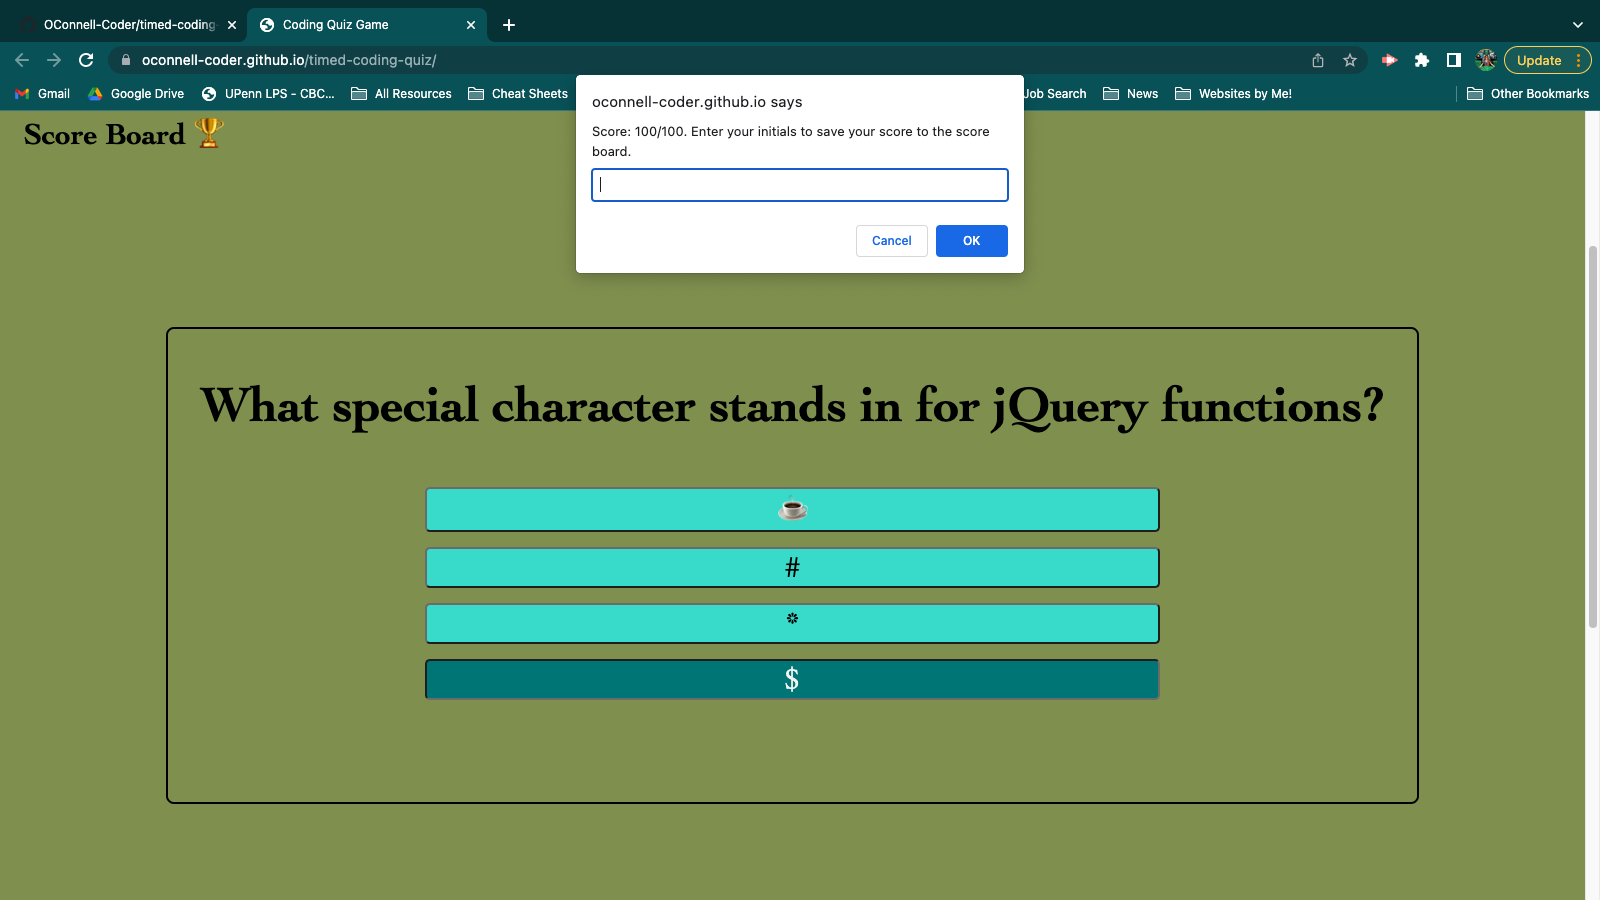 OConnell-Coder/timed-coding-
Coding Quiz Game
oconnell-coder.github.io/timed-coding-quiz/
Update
Gmail
Google Drive
UPenn LPS - CBC...
All Resources
Cheat Sheets
Job Search
News
Websites by Me!
Other Bookmarks
oconnell-coder.github.io says
Score: 100/100. Enter your initials to save your score to the score
board.
Cancel
OK
Score Board 🏆
What special character stands in for jQuery functions?
☕
#
*
$